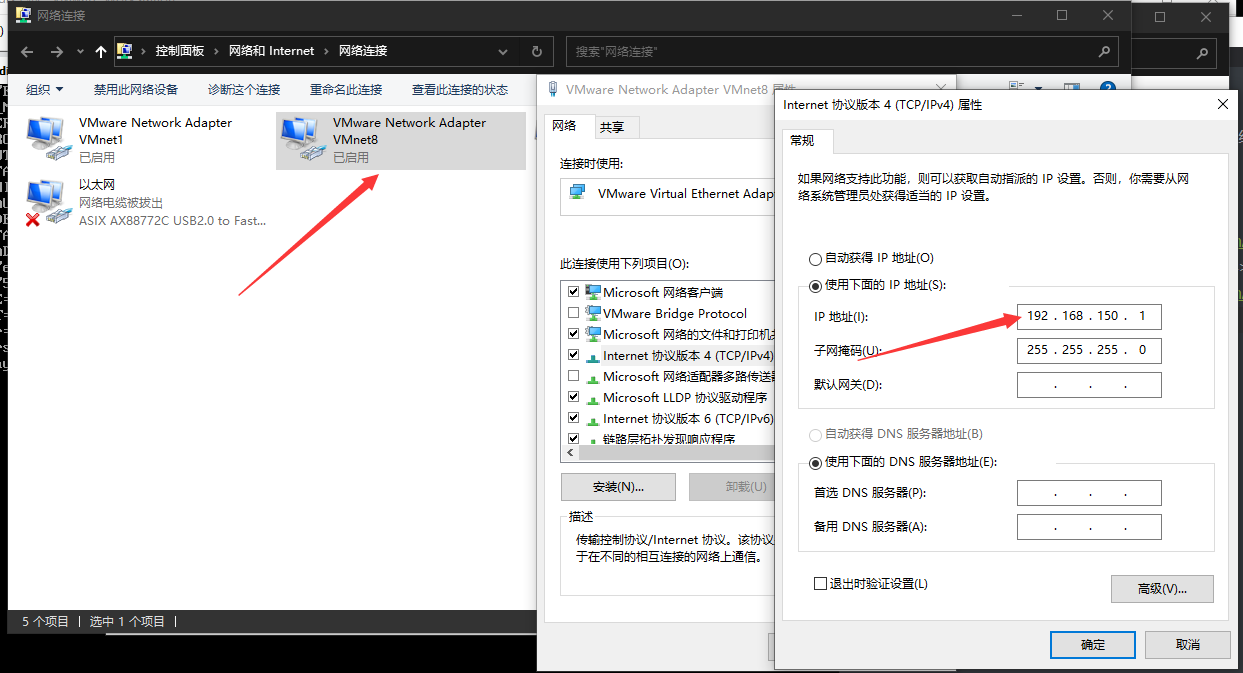 网络连接
控制面板 > 网络和 Internet > 网络连接
搜索"网络连接"
组织 禁用此网络设备 诊断这个连接 重命名此连接 查看此连接的状态
VMware Network Adapter
VMnet1
已启用
VMware Network Adapter
VMnet8
已启用
以太网
网络电缆被拔出
ASIX AX88772C USB2.0 to Fast...
5 个项目 选中 1 个项目
VMware Network Adapter VMnet8 属性
网络 共享
连接时使用:
VMware Virtual Ethernet Adap
此连接使用下列项目(O):
Microsoft 网络客户端
VMware Bridge Protocol
Microsoft 网络的文件和打印机共
Internet 协议版本 4 (TCP/IPv4)
Microsoft 网络适配器多路传送器
Microsoft LLDP 协议驱动程序
Internet 协议版本 6 (TCP/IPv6)
链路层拓扑发现响应程序
安装(N)... 卸载(U)
描述
传输控制协议/Internet 协议。该协议
于在不同的相互连接的网络上通信。
Internet 协议版本 4 (TCP/IPv4) 属性
常规
如果网络支持此功能，则可以获取自动指派的 IP 设置。否则，你需要从网
络系统管理员处获得适当的 IP 设置。
自动获得 IP 地址(O)
使用下面的 IP 地址(S):
IP 地址(I): 192 . 168 . 150 . 1
子网掩码(U): 255 . 255 . 255 . 0
默认网关(D): . . .
自动获得 DNS 服务器地址(B)
使用下面的 DNS 服务器地址(E):
首选 DNS 服务器(P): . . .
备用 DNS 服务器(A): . . .
退出时验证设置(L)
高级(V)...
确定 取消